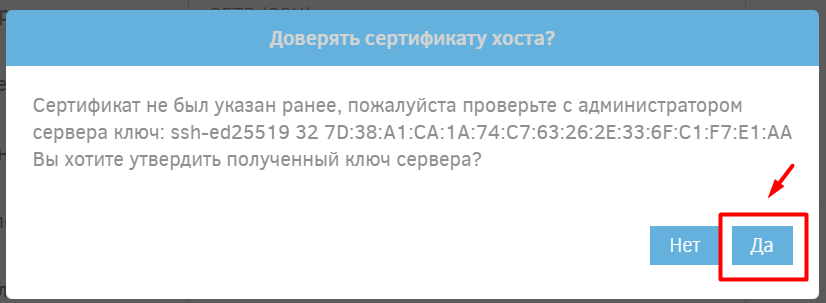 Доверять сертификату хоста?
Сертификат не был указан ранее, пожалуйста проверьте с администратором
сервера ключ: ssh-ed25519 32 7D:38:A1:CA:1A:74:C7:63:26:2E:33:6F:C1:F7:E1:AA
Вы хотите утвердить полученный ключ сервера?
Нет Да